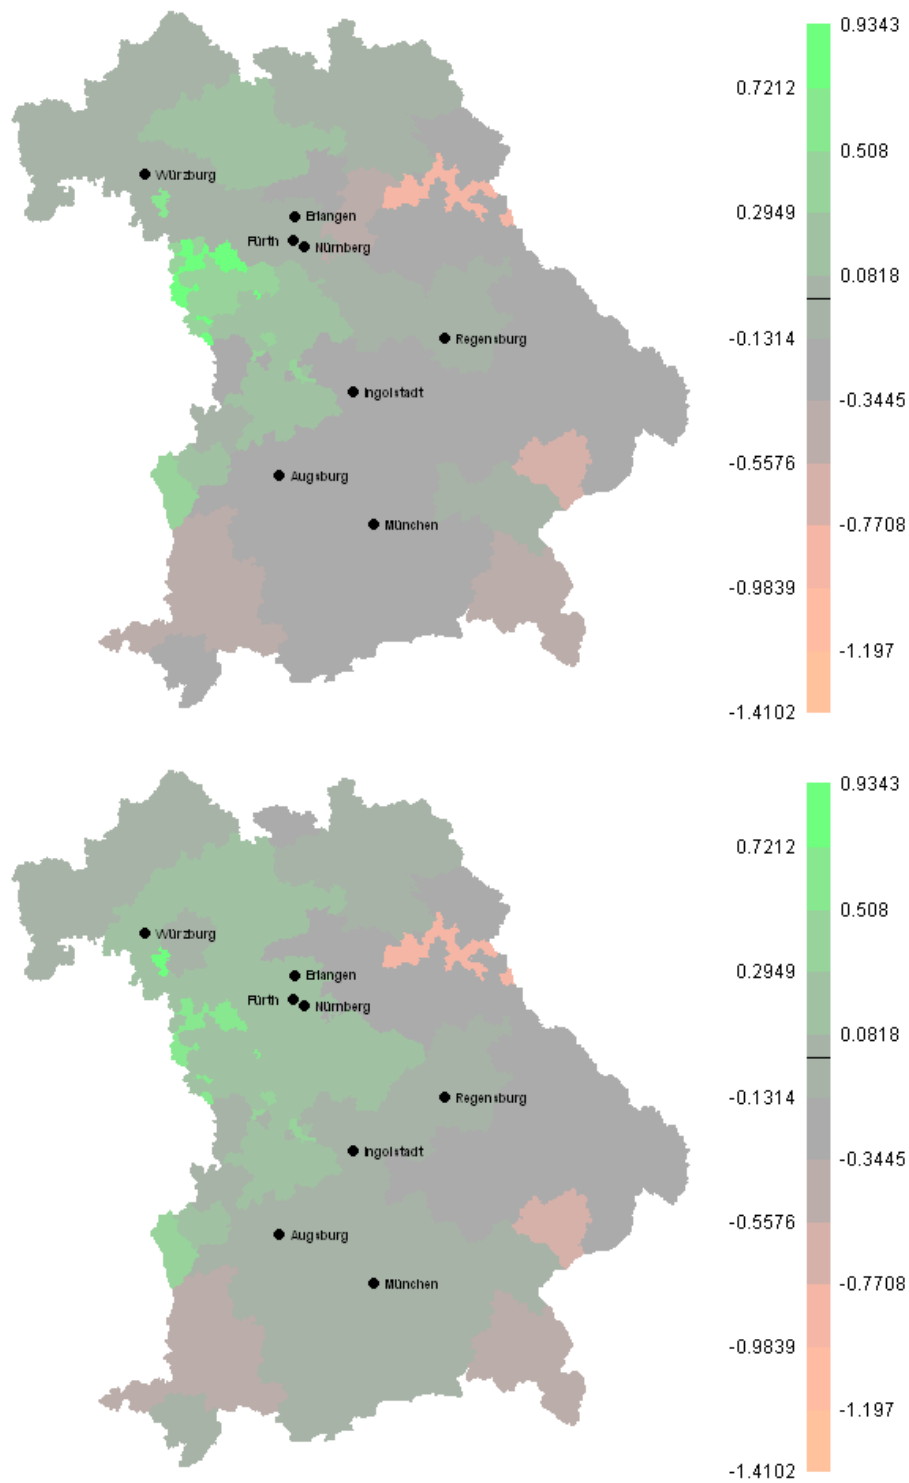 0.9343
0.7212
0.508
Würzburg
0.2949
Erlangen
Fürth
Nürnberg
0.0818
-0.1314
Regensburg
Ingolstadt
-0.3445
-0.5576
Augsburg
-0.7708
München
-0.9839
-1.197
-1.4102
0.9343
0.7212
0.508
Würzburg
0.2949
Erlangen
Fürth
Nürnberg
0.0818
-0.1314
Regensburg
Ingolstadt
-0.3445
-0.5576
Augsburg
-0.7708
München
-0.9839
-1.197
-1.4102